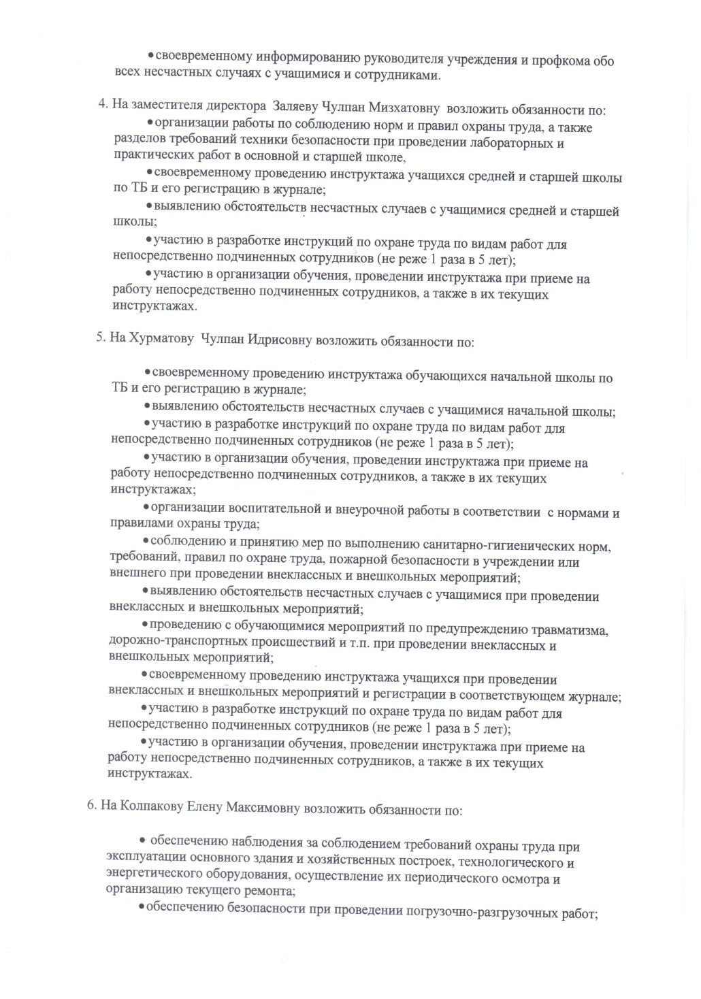 •своевременному информированию руководителя учреждения и профкома обо
всех несчастных случаях с учащимися и сотрудниками.
4. На заместителя директора Заляеву Чулпан Мизхатовну возложить обязанности по:
•организации работы по соблюдению норм и правил охраны труда, а также
разделов требований техники безопасности при проведении лабораторных и
практических работ в основной и старшей школе,
•своевременному проведению инструктажа учащихся средней и старшей школы
по ТБ и его регистрацию в журнале;
•выявлению обстоятельств несчастных случаев с учащимися средней и старшей
школы;
•участию в разработке инструкций по охране труда по видам работ для
непосредственно подчиненных сотрудников (не реже 1 раза в 5 лет);
•участию в организации обучения, проведении инструктажа при приеме на
работу непосредственно подчиненных сотрудников, а также в их текущих
инструктажах.
5. На Хурматову Чулпан Идрисовну возложить обязанности по:
•своевременному проведению инструктажа обучающихся начальной школы по
ТБ и его регистрацию в журнале;
•выявлению обстоятельств несчастных случаев с учащимися начальной школы;
•участию в разработке инструкций по охране труда по видам работ для
непосредственно подчиненных сотрудников (не реже 1 раза в 5 лет);
•участию в организации обучения, проведении инструктажа при приеме на
работу непосредственно подчиненных сотрудников, а также в их текущих
инструктажах;
•организации воспитательной и внеурочной работы в соответствии с нормами и
правилами охраны труда;
•соблюдению и принятию мер по выполнению санитарно-гигиенических норм,
требований, правил по охране труда, пожарной безопасности в учреждении или
внешнего при проведении внеклассных и внешкольных мероприятий;
•выявлению обстоятельств несчастных случаев с учащимися при проведении
внеклассных и внешкольных мероприятий;
•проведению с обучающимися мероприятий по предупреждению травматизма,
дорожно-транспортных происшествий и т.п. при проведении внеклассных и
внешкольных мероприятий;
•своевременному проведению инструктажа учащихся при проведении
внеклассных и внешкольных мероприятий и регистрации в соответствующем журнале;
•участию в разработке инструкций по охране труда по видам работ для
непосредственно подчиненных сотрудников (не реже 1 раза в 5 лет);
•участию в организации обучения, проведении инструктажа при приеме на
работу непосредственно подчиненных сотрудников, а также в их текущих
инструктажах.
6. На Колпакову Елену Максимовну возложить обязанности по:
• обеспечению наблюдения за соблюдением требований охраны труда при
эксплуатации основного здания и хозяйственных построек, технологического и
энергетического оборудования, осуществление их периодического осмотра и
организацию текущего ремонта;
•обеспечению безопасности при проведении погрузочно-разгрузочных работ;